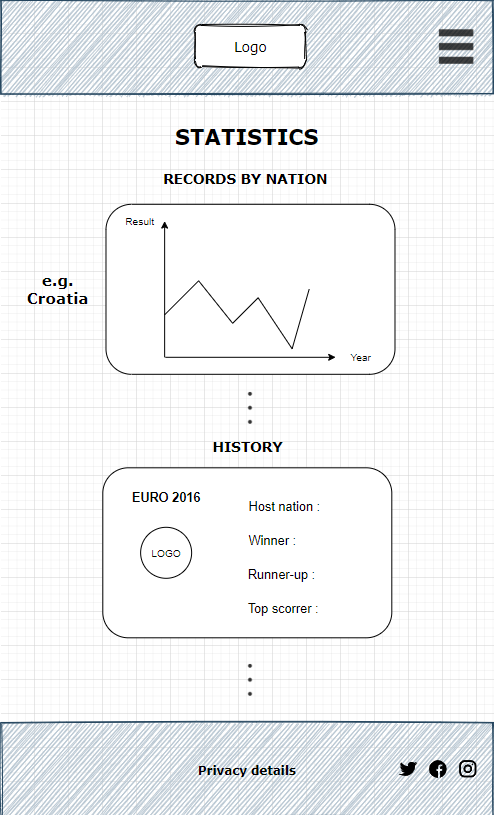 Logo
STATISTICS
RECORDS BY NATION
Result
e.g.
Croatia
Year
HISTORY
EURO 2016
LOGO
Host nation :
Winner :
Runner-up :
Top scorrer :
Privacy details